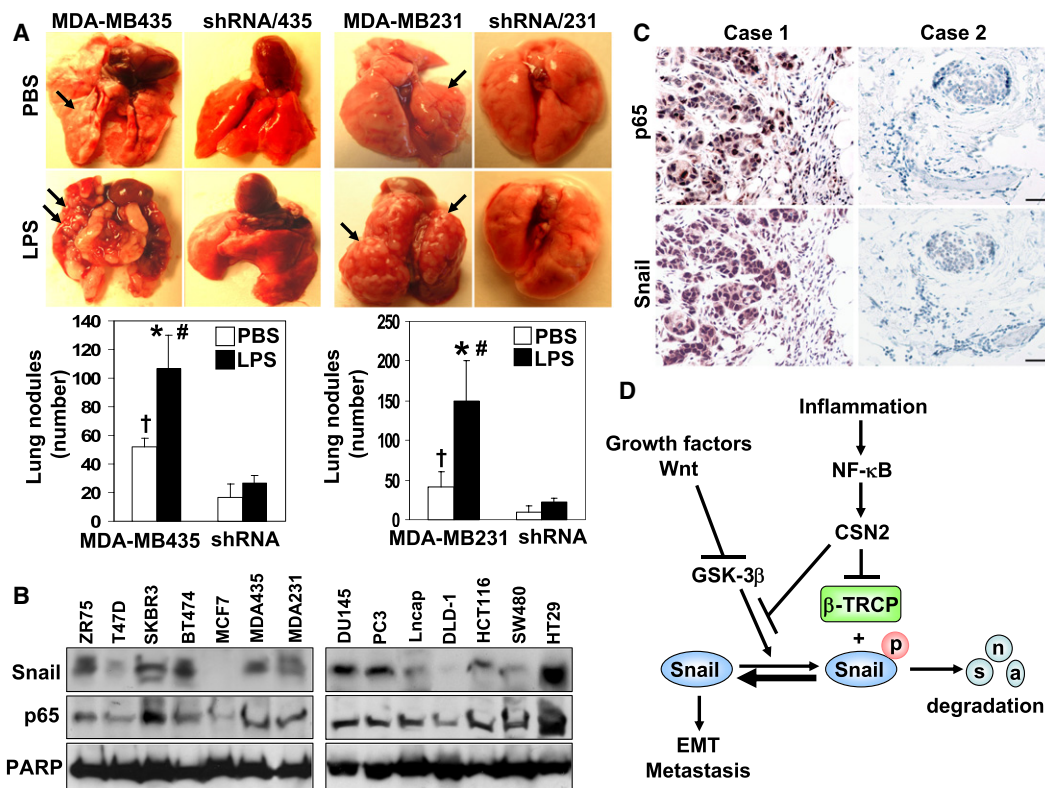 A
MDA-MB435 shRNA/435 MDA-MB231 shRNA/231
PBS
LPS
Lung nodules
(number)
140
120
100
80
60
40
20
0
* #
†
PBS
LPS
MDA-MB435 shRNA
Lung nodules
(number)
250
200
150
100
50
0
* #
†
PBS
LPS
MDA-MB231 shRNA
B
ZR75
T47D
SKBR3
BT474
MCF7
MDA435
MDA231
DU145
PC3
Lncap
DLD-1
HCT116
SW480
HT29
Snail
p65
PARP
C
Case 1 Case 2
p65
Snail
D
Inflammation
Growth factors
Wnt
NF-κB
CSN2
GSK-3β
β-TRCP
+
p
Snail
Snail
s
n
a
degradation
EMT
Metastasis